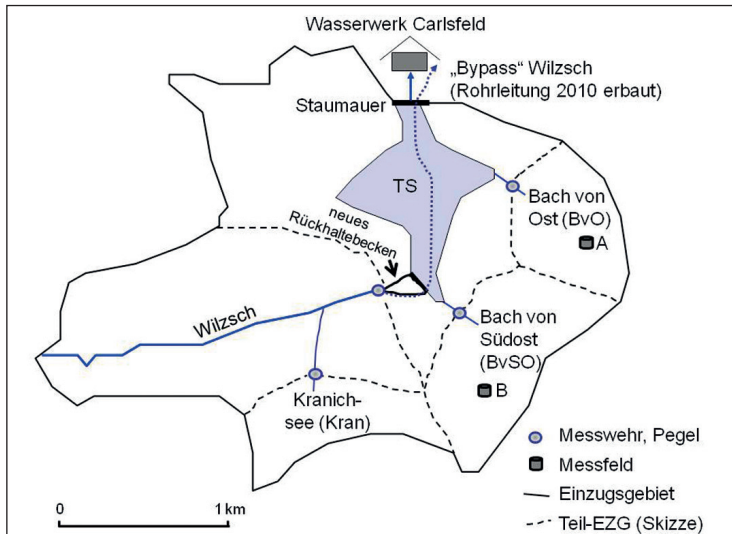 Wasserwerk Carlsfeld
„Bypass“ Wilzsch
(Rohrleitung 2010 erbaut)
Staumauer
TS
Bach von
Ost (BvO)
A
neues
Rückhaltebecken
Wilzsch
Bach von
Südost
(BvSO)
B
Kranich-
see (Kran)
Messwehr, Pegel
Messfeld
Einzugsgebiet
Teil-EZG (Skizze)
0
1 km